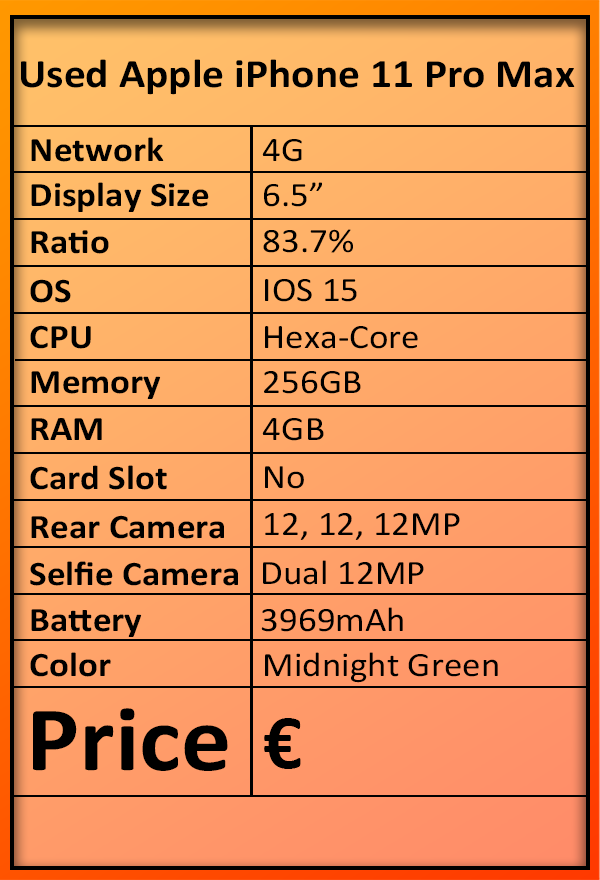 Used Apple iPhone 11 Pro Max
Network 4G
Display Size 6.5”
Ratio 83.7%
OS IOS 15
CPU Hexa-Core
Memory 256GB
RAM 4GB
Card Slot No
Rear Camera 12, 12, 12MP
Selfie Camera Dual 12MP
Battery 3969mAh
Color Midnight Green
Price €